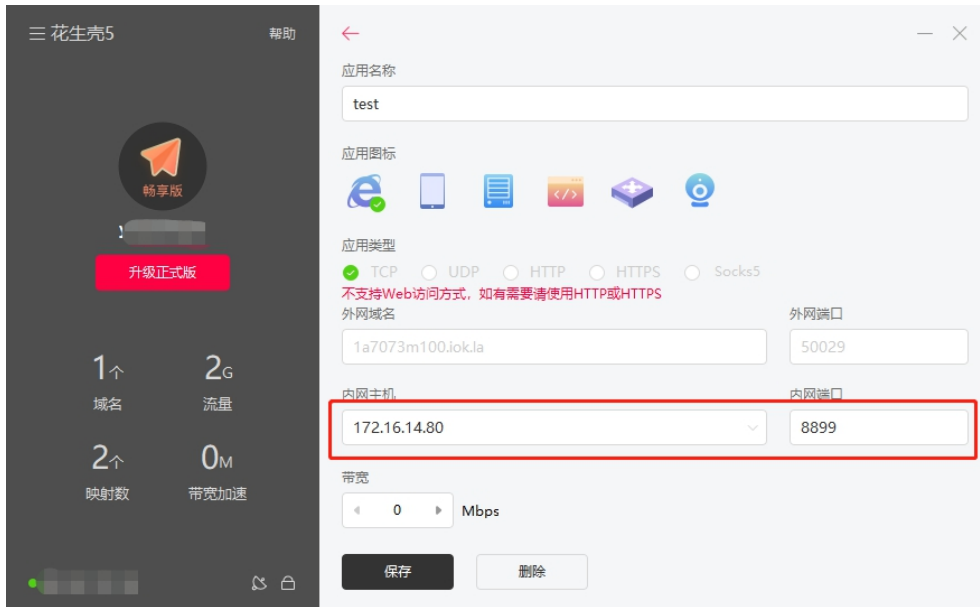 花生壳5
帮助
畅享版
升级正式版
1个
2G
域名
流量
2个
0M
映射数
带宽加速
应用名称
test
应用图标
应用类型
TCP
UDP
HTTP
HTTPS
Socks5
不支持Web访问方式，如有需要请使用HTTP或HTTPS
外网域名
外网端口
1a7073m100.iok.la
50029
内网主机
内网端口
172.16.14.80
8899
带宽
0
Mbps
保存
删除